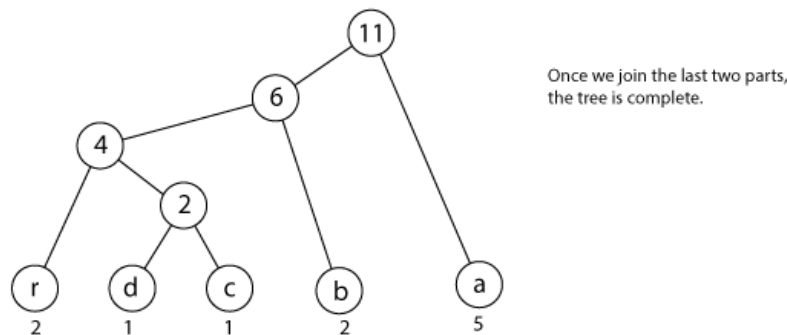 11
6
Once we join the last two parts,
the tree is complete.
4
2
r d c b a
2 1 1 2 5